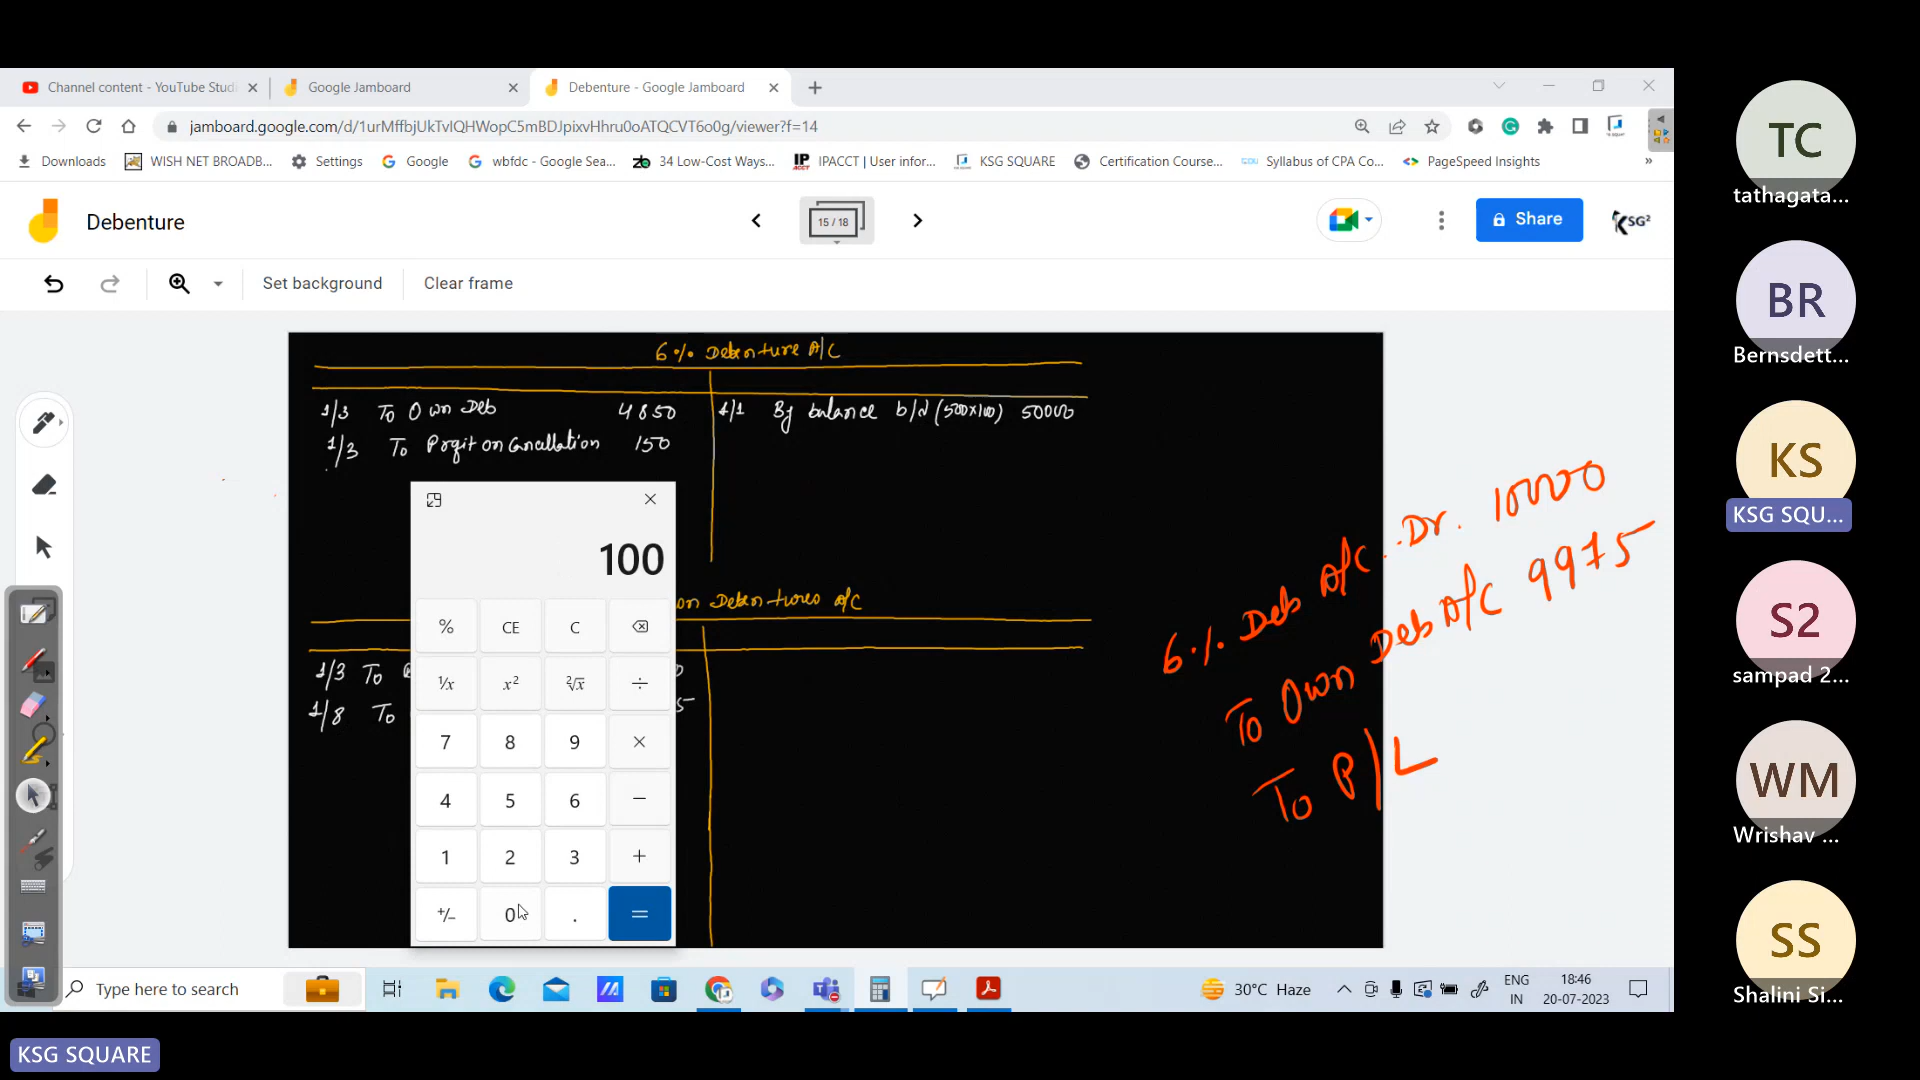 Channel content - YouTube Studi
Google Jamboard
Debenture - Google Jamboard
jamboard.google.com/d/1urMffbjUkTvIQHWopC5mBDJpixvHhru0oATQCVT6o0g/viewer?f=14
Downloads
WISH NET BROADB...
Settings
Google
wbfdc - Google Sea...
34 Low-Cost Ways...
IPACCT | User infor...
KSG SQUARE
Certification Course...
Syllabus of CPA Co...
PageSpeed Insights
»
Debenture
15 / 18
Share
KSG²
Set background
Clear frame
6% Debenture A/C
1/3 To Own Deb 4850
1/1 By balance b/d (500x100) 50000
1/3 To Profit on Cancellation 150
100
% CE C
¹/x x² ²√x ÷
7 8 9 ×
4 5 6 −
1 2 3 +
+/− 0 . =
on Debentures A/C
1/3 To
1/8 To
5
6% Deb A/C..Dr. 10000
To Own Deb A/C 9975
To P/L
TC
tathagata...
BR
Bernsdett...
KS
KSG SQU...
S2
sampad 2...
WM
Wrishav ...
SS
Shalini Si...
Type here to search
30°C Haze
ENG
IN
18:46
20-07-2023
KSG SQUARE